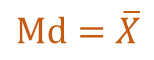 Md = X̄